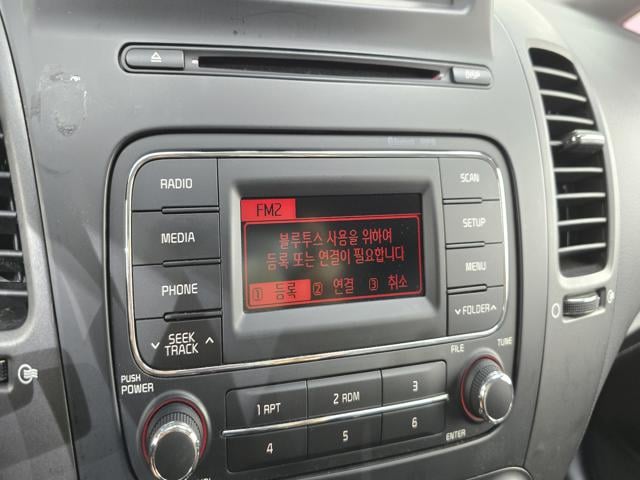 DISP
RADIO
SCAN
FM2
MEDIA
SETUP
블루투스 사용을 위하여
등록 또는 연결이 필요합니다
PHONE
MENU
1 등록 2 연결 3 취소
FOLDER
SEEK
TRACK
FILE
TUNE
PUSH
POWER
1 APT
2 RDM
3
4
5
6
ENTER